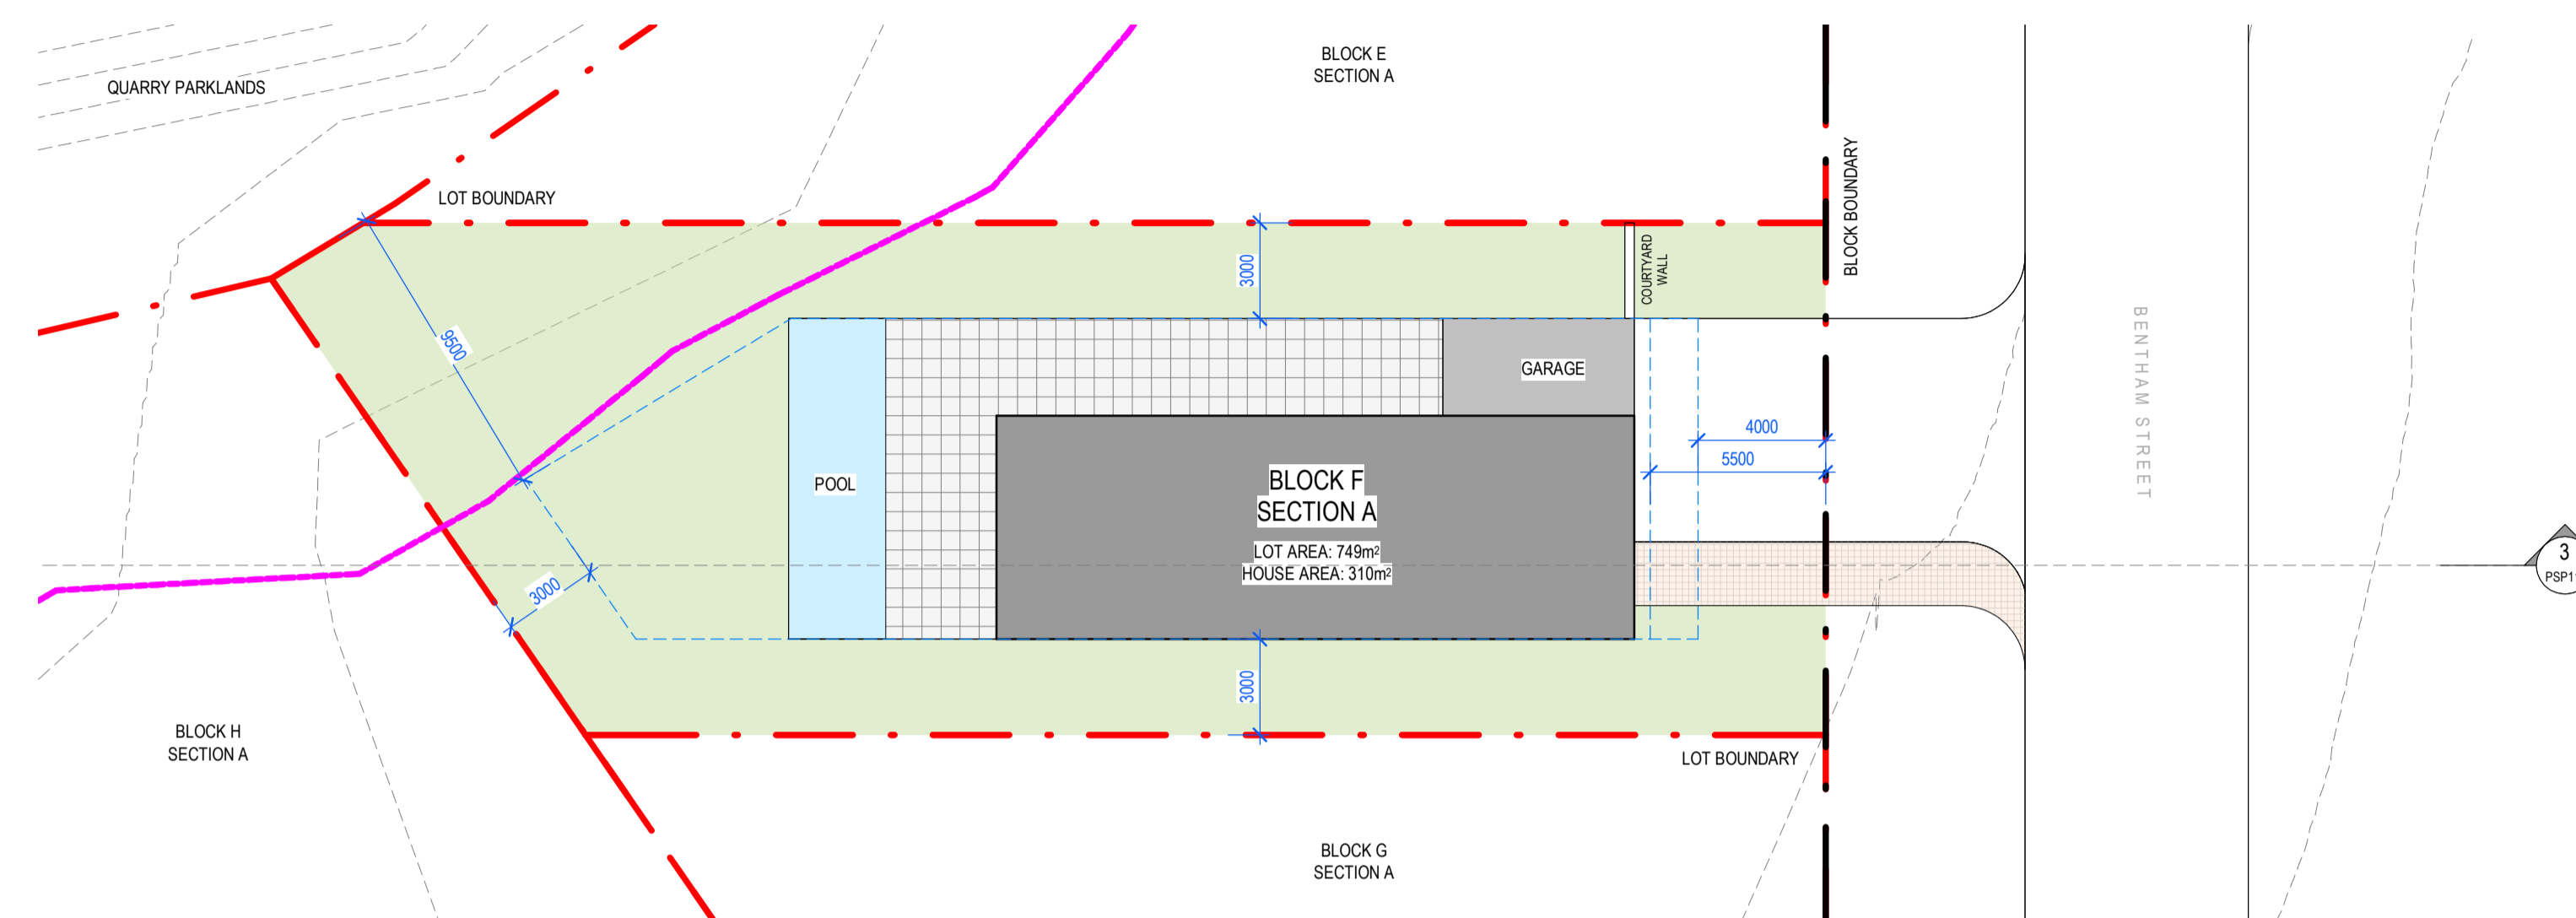 BLOCK E
SECTION A
QUARRY PARKLANDS
LOT BOUNDARY
BLOCK BOUNDARY
COURTYARD
WALL
3000
9500
BENTHAM STREET
GARAGE
4000
5500
POOL
BLOCK F
SECTION A
LOT AREA: 749m²
HOUSE AREA: 310m²
3
3000
3000
BLOCK H
SECTION A
LOT BOUNDARY
BLOCK G
SECTION A